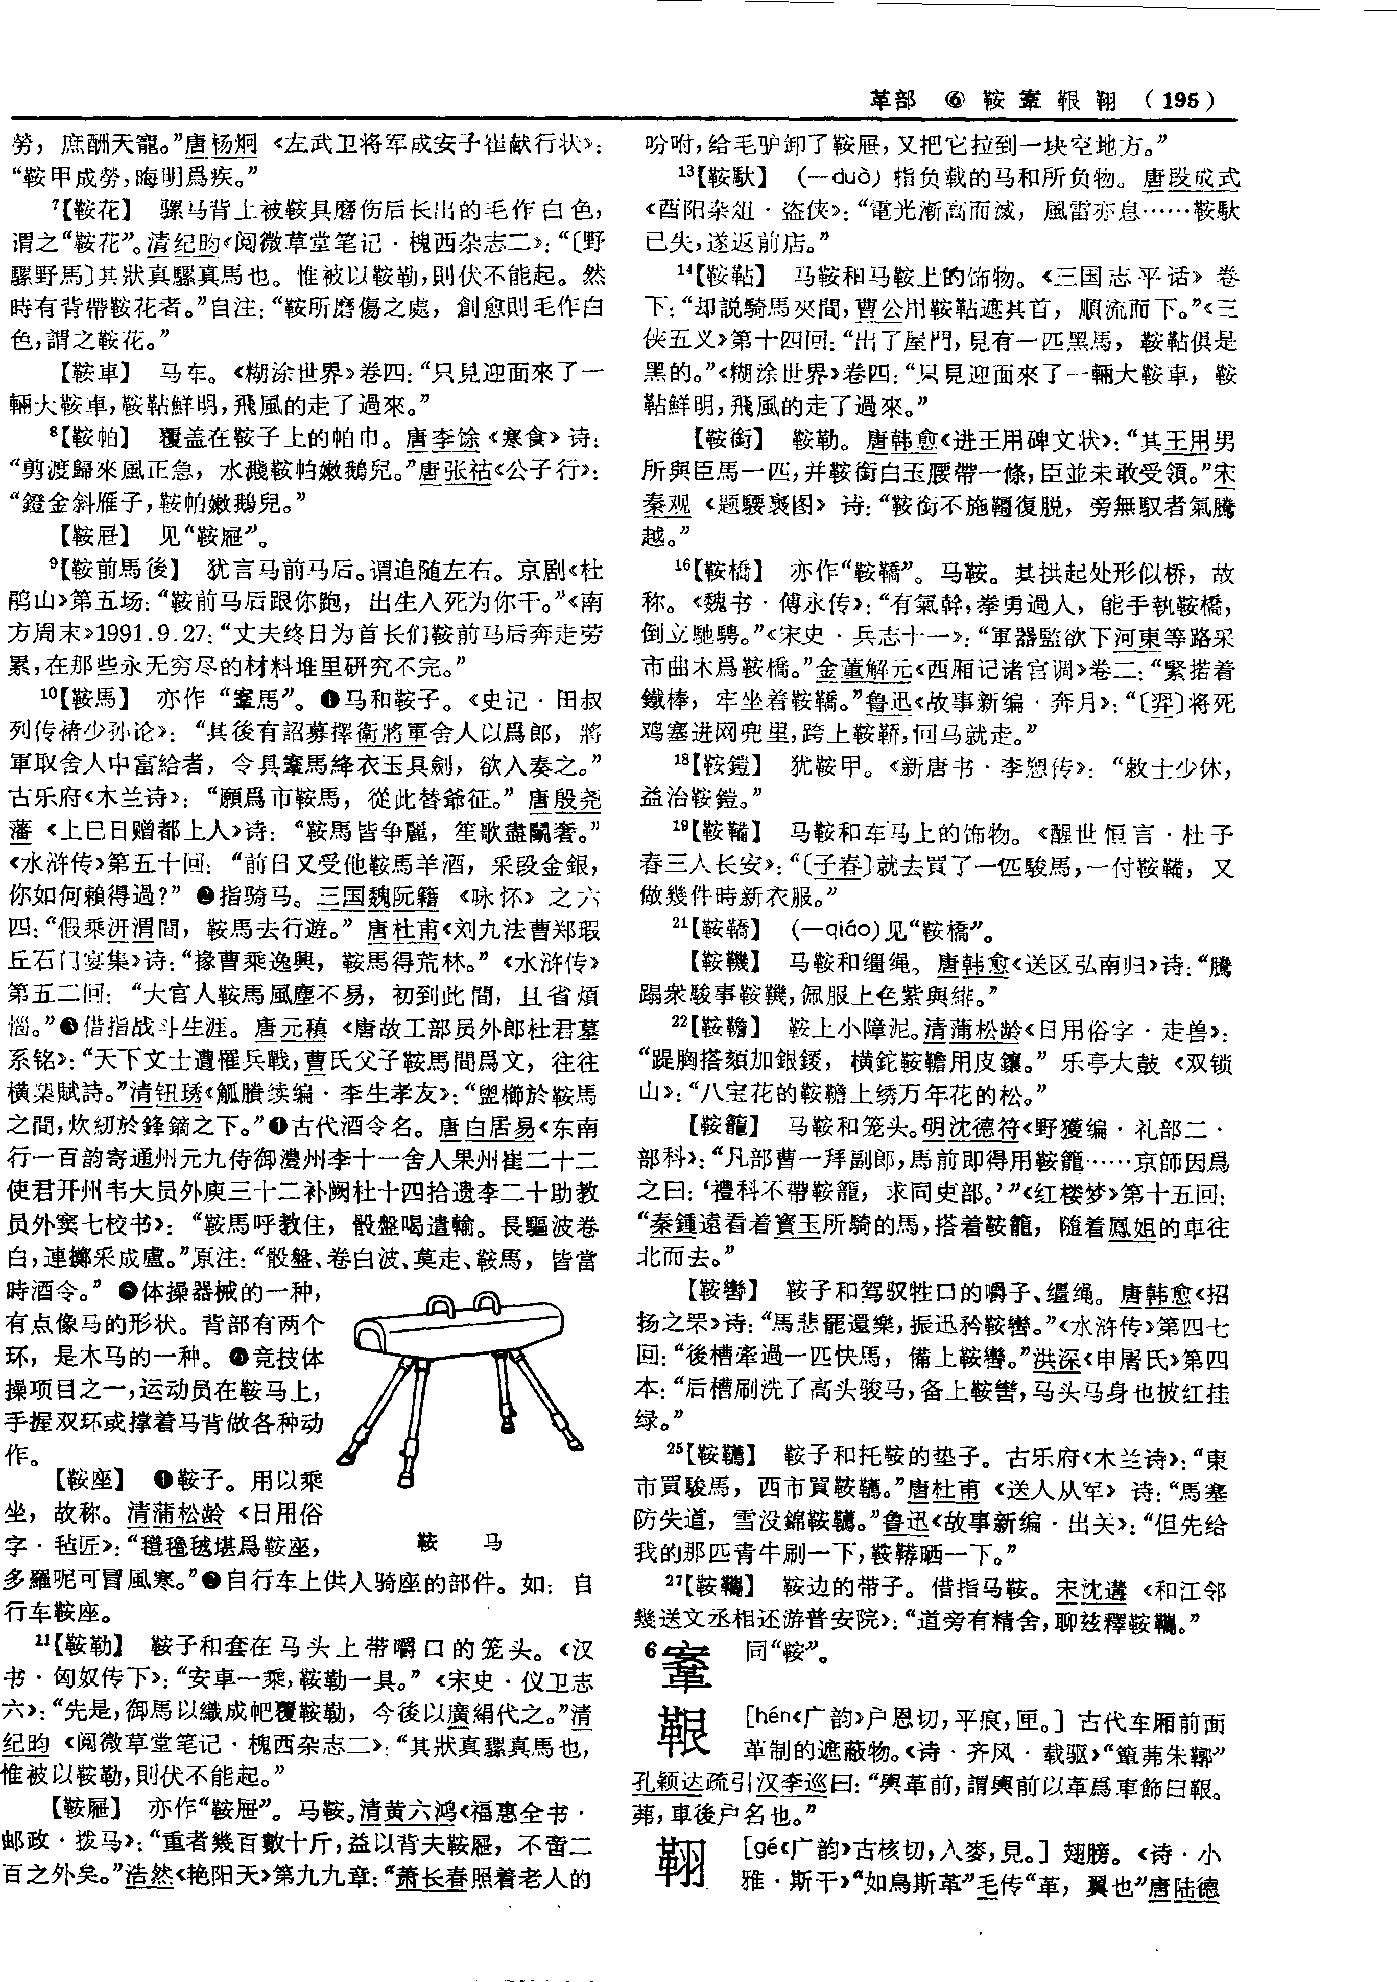 革部 ⑥ 鞍 鞌 鞎 𩊔 （195）
勞，庶酬天寵。”唐杨炯《左武卫将军成安子崔献行状》：
“鞍甲成勞，晦明爲疾。”
7【鞍花】 骡马背上被鞍具磨伤后长出的毛作白色，
谓之“鞍花”。清纪昀《阅微草堂笔记·槐西杂志二》：“〔野
騾野馬〕其狀真騾真馬也。惟被以鞍勒，則伏不能起。然
時有背帶鞍花者。”自注：“鞍所磨傷之處，創愈則毛作白
色，謂之鞍花。”
【鞍車】 马车。《糊涂世界》卷四：“只見迎面來了一
輛大鞍車，鞍韂鮮明，飛風的走了過來。”
8【鞍帕】 覆盖在鞍子上的帕巾。唐李馀《寒食》诗：
“剪渡歸來風正急，水濺鞍帕嫩鵝兒。”唐张祜《公子行》：
“鐙金斜雁子，鞍帕嫩鵝兒。”
【鞍屉】 见“鞍屜”。
9【鞍前馬後】 犹言马前马后。谓追随左右。京剧《杜
鹃山》第五场：“鞍前马后跟你跑，出生入死为你干。”《南
方周末》1991.9.27：“丈夫终日为首长们鞍前马后奔走劳
累，在那些永无穷尽的材料堆里研究不完。”
10【鞍馬】 亦作“鞌馬”。❶马和鞍子。《史记·田叔
列传褚少孙论》：“其後有詔募擇衛將軍舍人以爲郎，將
軍取舍人中富給者，令具鞌馬絳衣玉具劍，欲入奏之。”
古乐府《木兰诗》：“願爲市鞍馬，從此替爺征。”唐殷尧
藩《上巳日赠都上人》诗：“鞍馬皆争麗，笙歌盡鬭奢。”
《水浒传》第五十回：“前日又受他鞍馬羊酒，采段金銀，
你如何賴得過？”❷指骑马。三国魏阮籍《咏怀》之六
四：“假乘汧渭間，鞍馬去行遊。”唐杜甫《刘九法曹郑瑕
丘石门宴集》诗：“掾曹乘逸興，鞍馬得荒林。”《水浒传》
第五二回：“大官人鞍馬風塵不易，初到此間，且省煩
惱。”❸借指战斗生涯。唐元稹《唐故工部员外郎杜君墓
系铭》：“天下文士遭罹兵戰，曹氏父子鞍馬間爲文，往往
橫槊賦詩。”清钮琇《觚賸续编·李生孝友》：“盥櫛於鞍馬
之間，炊紉於鋒鏑之下。”❹古代酒令名。唐白居易《东南
行一百韵寄通州元九侍御澧州李十一舍人果州崔二十二
使君开州韦大员外庾三十二补阙杜十四拾遗李二十助教
员外窦七校书》：“鞍馬呼教住，骰盤喝遣輸。長驅波卷
白，連擲采成盧。”原注：“骰盤、卷白波、莫走、鞍馬，皆當
時酒令。”❺体操器械的一种，
有点像马的形状。背部有两个
环，是木马的一种。❻竞技体
操项目之一，运动员在鞍马上，
手握双环或撑着马背做各种动
作。
鞍 马
【鞍座】 ❶鞍子。用以乘
坐，故称。清蒲松龄《日用俗
字·毡匠》：“氆氇毯堪爲鞍座，
多羅呢可冒風寒。”❷自行车上供人骑座的部件。如：自
行车鞍座。
11【鞍勒】 鞍子和套在马头上带嚼口的笼头。《汉
书·匈奴传下》：“安車一乘，鞍勒一具。”《宋史·仪卫志
六》：“先是，御馬以織成帊覆鞍勒，今後以廣絹代之。”清
纪昀《阅微草堂笔记·槐西杂志二》：“其狀真騾真馬也，
惟被以鞍勒，則伏不能起。”
【鞍屜】 亦作“鞍屉”。马鞍。清黄六鸿《福惠全书·
邮政·拨马》：“重者幾百數十斤，益以背夫鞍屜，不啻二
百之外矣。”浩然《艳阳天》第九九章：“萧长春照着老人的
吩咐，给毛驴卸了鞍屉，又把它拉到一块空地方。”
13【鞍馱】 （—duò）指负载的马和所负物。唐段成式
《酉阳杂俎·盗侠》：“電光漸高而滅，風雷亦息……鞍馱
已失，遂返前店。”
14【鞍鞊】 马鞍和马鞍上的饰物。《三国志平话》卷
下：“却説騎馬夾間，曹公用鞍鞊遮其首，順流而下。”《三
侠五义》第十四回：“出了屋門，見有一匹黑馬，鞍鞊俱是
黑的。”《糊涂世界》卷四：“只見迎面來了一輛大鞍車，鞍
鞊鮮明，飛風的走了過來。”
【鞍銜】 鞍勒。唐韩愈《进王用碑文状》：“其王用男
所與臣馬一匹，并鞍銜白玉腰帶一條，臣並未敢受領。”宋
秦观《题騕褭图》诗：“鞍銜不施韁復脱，旁無馭者氣騰
越。”
16【鞍橋】 亦作“鞍鞽”。马鞍。其拱起处形似桥，故
称。《魏书·傅永传》：“有氣幹，拳勇過人，能手執鞍橋，
倒立馳騁。”《宋史·兵志十一》：“軍器監欲下河東等路采
市曲木爲鞍橋。”金董解元《西厢记诸宫调》卷二：“緊搭着
鐵棒，牢坐着鞍鞽。”鲁迅《故事新编·奔月》：“〔羿〕将死
鸡塞进网兜里，跨上鞍鞒，回马就走。”
18【鞍鎧】 犹鞍甲。《新唐书·李愬传》：“敕士少休，
益治鞍鎧。”
19【鞍轡】 马鞍和车马上的饰物。《醒世恒言·杜子
春三人长安》：“〔子春〕就去買了一匹駿馬，一付鞍韉，又
做幾件時新衣服。”
21【鞍鞽】 （—qiáo）见“鞍橋”。
【鞍鞿】 马鞍和缰绳。唐韩愈《送区弘南归》诗：“騰
蹋衆駿事鞍鞿，佩服上色紫與緋。”
22【鞍韂】 鞍上小障泥。清蒲松龄《日用俗字·走兽》：
“踶胸搭頦加銀鋄，橫鉈鞍韂用皮鑲。”乐亭大鼓《双锁
山》：“八宝花的鞍韂上绣万年花的松。”
【鞍籠】 马鞍和笼头。明沈德符《野獲编·礼部二·
部科》：“凡部曹一拜副郎，馬前即得用鞍籠……京師因爲
之曰：‘禮科不帶鞍籠，求同吏部。’”《红楼梦》第十五回：
“秦鍾遠看着寶玉所騎的馬，搭着鞍籠，隨着鳳姐的車往
北而去。”
【鞍轡】 鞍子和驾驭牲口的嚼子、缰绳。唐韩愈《招
扬之罘》诗：“馬悲罷還樂，振迅矜鞍轡。”《水浒传》第四七
回：“後槽牽過一匹快馬，備上鞍轡。”洪深《申屠氏》第四
本：“后槽刷洗了高头骏马，备上鞍轡，马头马身也披红挂
绿。”
25【鞍韉】 鞍子和托鞍的垫子。古乐府《木兰诗》：“東
市買駿馬，西市買鞍韉。”唐杜甫《送人从军》诗：“馬塞
防失道，雪没錦鞍韉。”鲁迅《故事新编·出关》：“但先给
我的那匹青牛刷一下，鞍鞯晒一下。”
27【鞍韀】 鞍边的带子。借指马鞍。宋沈遘《和江邻
幾送文丞相还游普安院》：“道旁有精舍，聊兹釋鞍韀。”
6鞌 同“鞍”。
鞎 [hén《广韵》户恩切，平痕，匣。] 古代车厢前面
革制的遮蔽物。《诗·齐风·载驱》“簟茀朱鞹”
孔颖达疏引汉李巡曰：“輿革前，謂輿前以革爲車飾曰鞎。
茀，車後户名也。”
𩊔 [gé《广韵》古核切，入麥，見。] 翅膀。《诗·小
雅·斯干》“如鳥斯革”毛传“革，翼也”唐陆德